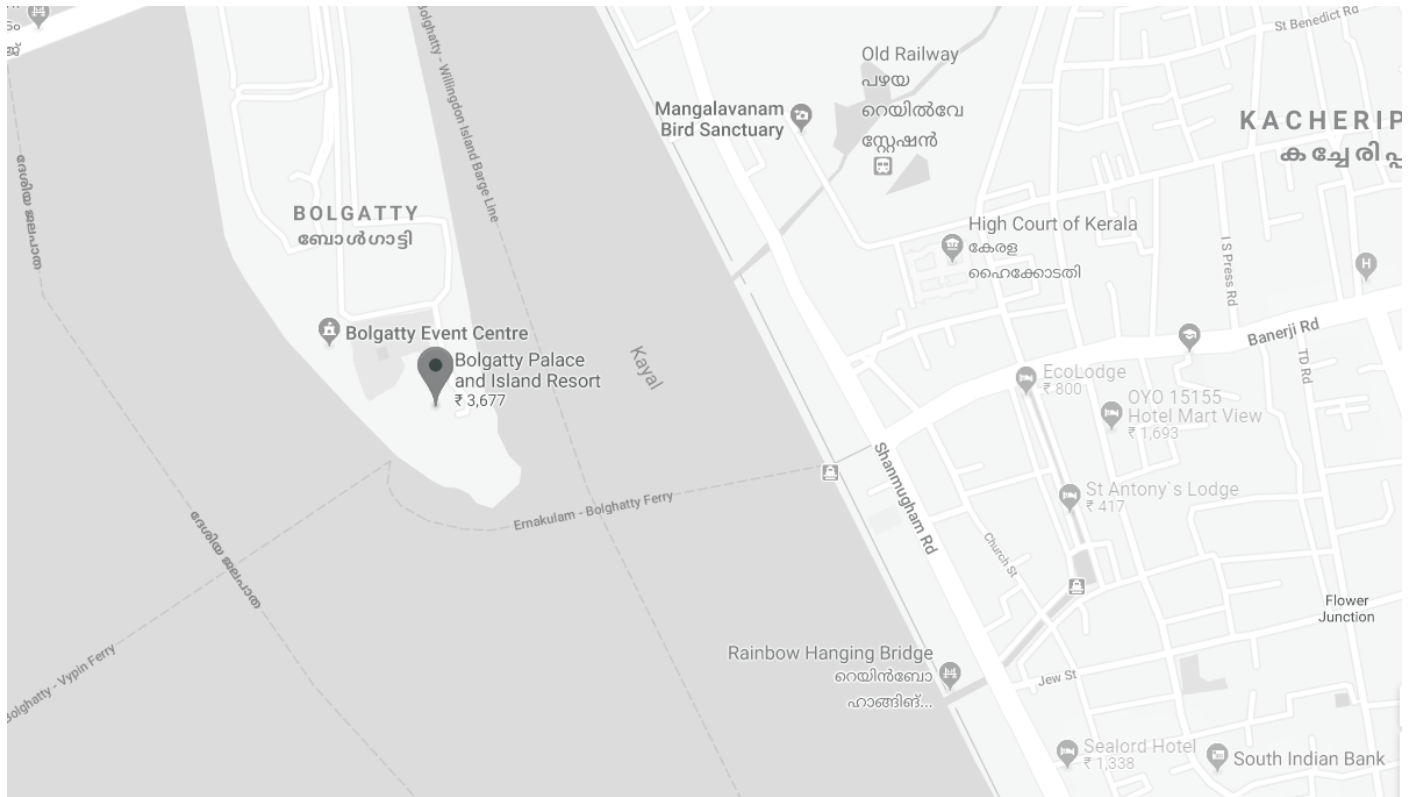 St Benedict Rd
Old Railway
പഴയ
റെയിൽവേ
സ്റ്റേഷൻ
Mangalavanam
Bird Sanctuary
KACHERIP
കച്ചേരിപ്പ
Bolghatty - Willingdon Island Barge Line
ദേശിയ ജലപാത
BOLGATTY
ബോൾഗാട്ടി
High Court of Kerala
കേരള
ഹൈക്കോടതി
I S Press Rd
H
Bolgatty Event Centre
Bolgatty Palace
and Island Resort
₹ 3,677
Kayal
Banerji Rd
TD Rd
EcoLodge
₹ 800
OYO 15155
Hotel Mart View
₹ 1,693
Shanmugham Rd
St Antony`s Lodge
₹ 417
Ernakulam - Bolghatty Ferry
ദേശിയ ജലപാത
Church St
Flower
Junction
Bolghatty - Vypin Ferry
Rainbow Hanging Bridge
റെയിൻബോ
ഹാങ്ങിങ്...
Jew St
Sealord Hotel
₹ 1,338
South Indian Bank